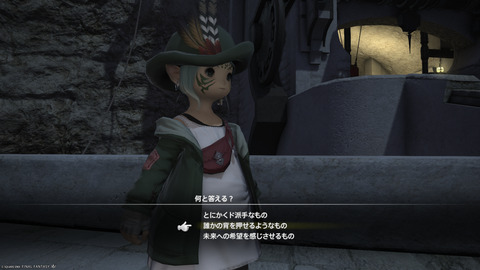 何と答える？
とにかくド派手なもの
誰かの背を押せるようなもの
未来への希望を感じさせるもの